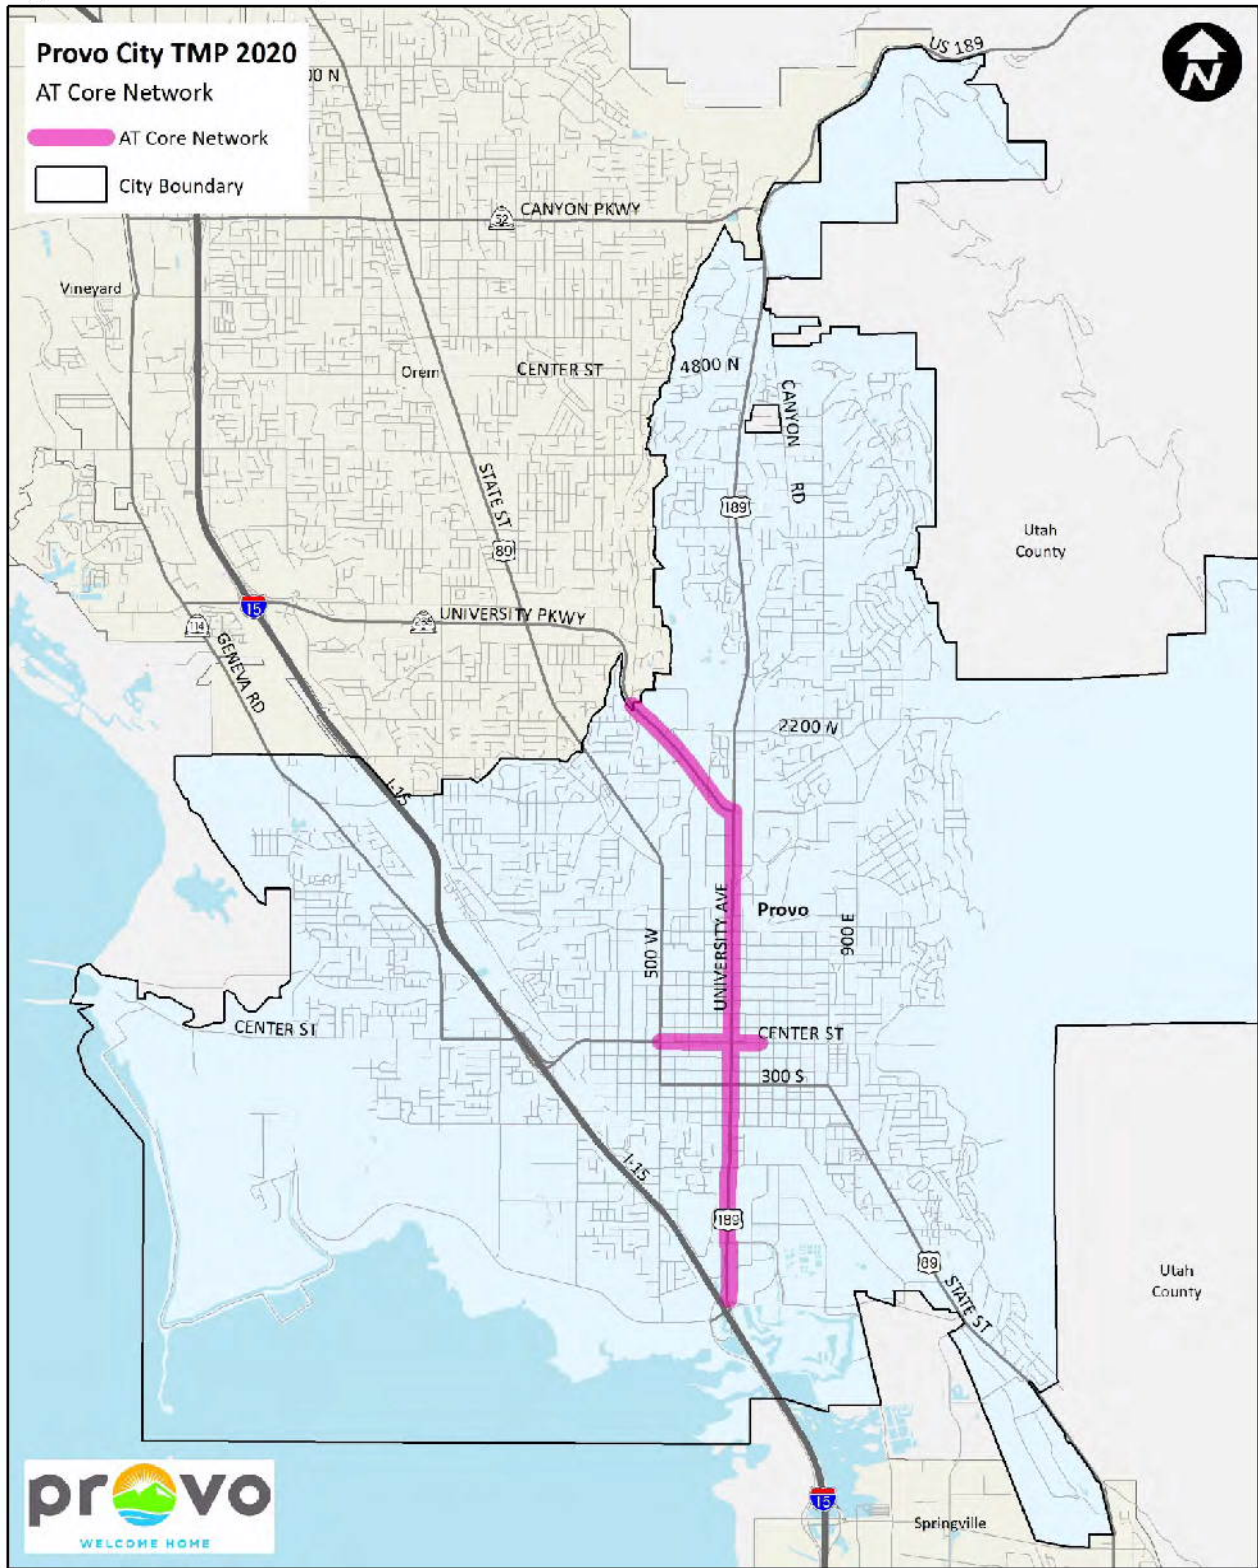 Provo City TMP 2020
AT Core Network
AT Core Network
City Boundary
00 N
US 189
N
52
CANYON PKWY
Vineyard
Orem
CENTER ST
4800 N
CANYON RD
STATE ST
189
89
Utah
County
15
114
UNIVERSITY PKWY
GENEVA RD
2200 N
I-15
UNIVERSITY AVE
Provo
500 W
900 E
CENTER ST
CENTER ST
300 S
I-15
189
89
STATE ST
Utah
County
provo
WELCOME HOME
15
Springville